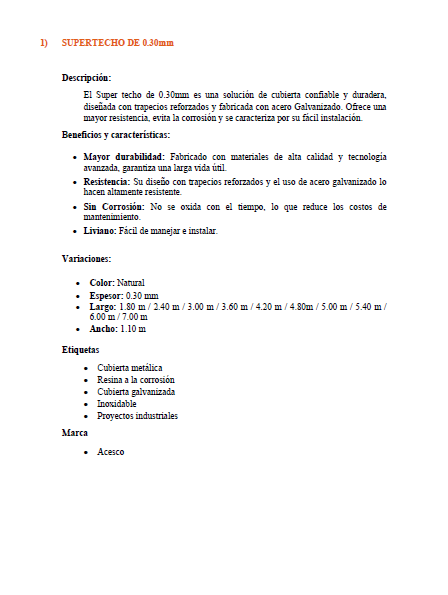 1) SUPERTECHO DE 0.30mm
Descripción:
El Super techo de 0.30mm es una solución de cubierta confiable y duradera,
diseñada con trapecios reforzados y fabricada con acero Galvanizado. Ofrece una
mayor resistencia, evita la corrosión y se caracteriza por su fácil instalación.
Beneficios y características:
• Mayor durabilidad: Fabricado con materiales de alta calidad y tecnología
avanzada, garantiza una larga vida útil.
• Resistencia: Su diseño con trapecios reforzados y el uso de acero galvanizado lo
hacen altamente resistente.
• Sin Corrosión: No se oxida con el tiempo, lo que reduce los costos de
mantenimiento.
• Liviano: Fácil de manejar e instalar.
Variaciones:
• Color: Natural
• Espesor: 0.30 mm
• Largo: 1.80 m / 2.40 m / 3.00 m / 3.60 m / 4.20 m / 4.80m / 5.00 m / 5.40 m /
6.00 m / 7.00 m
• Ancho: 1.10 m
Etiquetas
• Cubierta metálica
• Resina a la corrosión
• Cubierta galvanizada
• Inoxidable
• Proyectos industriales
Marca
• Acesco